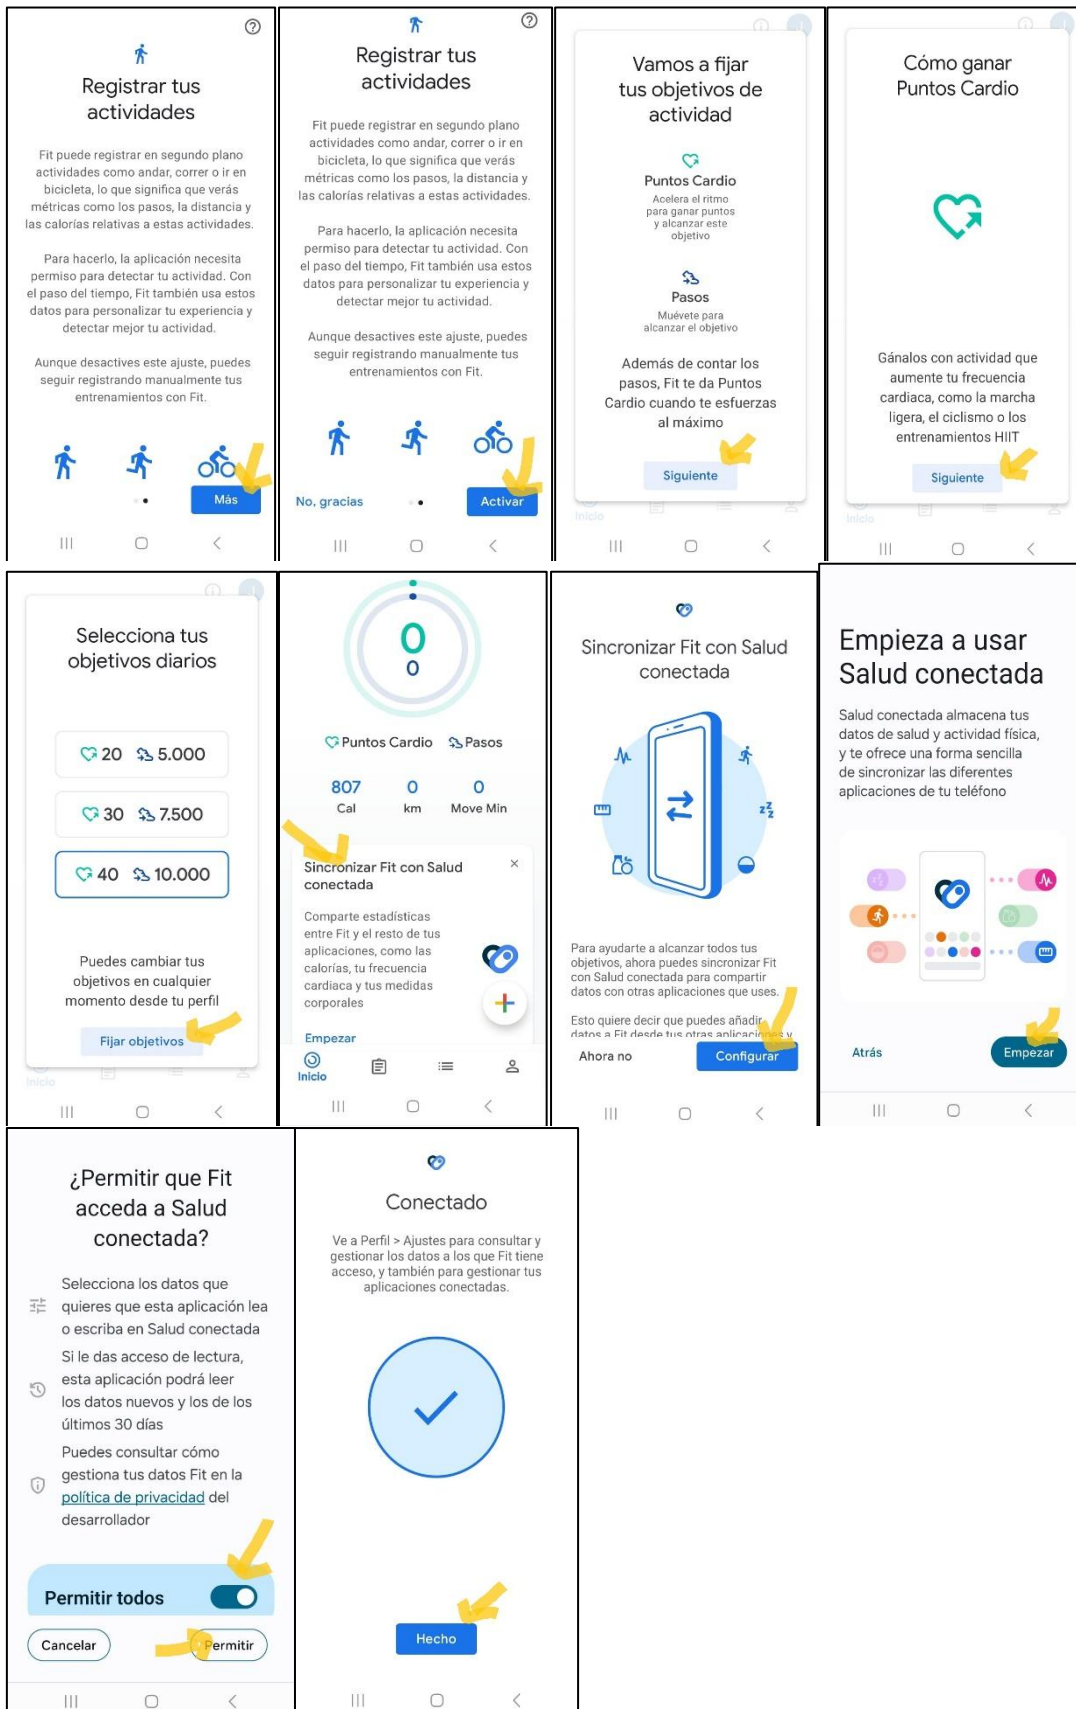 Registrar tus
actividades
Fit puede registrar en segundo plano
actividades como andar, correr o ir en
bicicleta, lo que significa que verás
métricas como los pasos, la distancia y
las calorías relativas a estas actividades.
Para hacerlo, la aplicación necesita
permiso para detectar tu actividad. Con
el paso del tiempo, Fit también usa estos
datos para personalizar tu experiencia y
detectar mejor tu actividad.
Aunque desactives este ajuste, puedes
seguir registrando manualmente tus
entrenamientos con Fit.
Más
Registrar tus
actividades
Fit puede registrar en segundo plano
actividades como andar, correr o ir en
bicicleta, lo que significa que verás
métricas como los pasos, la distancia y
las calorías relativas a estas actividades.
Para hacerlo, la aplicación necesita
permiso para detectar tu actividad. Con
el paso del tiempo, Fit también usa estos
datos para personalizar tu experiencia y
detectar mejor tu actividad.
Aunque desactives este ajuste, puedes
seguir registrando manualmente tus
entrenamientos con Fit.
No, gracias
Activar
Vamos a fijar
tus objetivos de
actividad
Puntos Cardio
Acelera el ritmo
para ganar puntos
y alcanzar este
objetivo
Pasos
Muévete para
alcanzar el objetivo
Además de contar los
pasos, Fit te da Puntos
Cardio cuando te esfuerzas
al máximo
Siguiente
Inicio
Cómo ganar
Puntos Cardio
Gánalos con actividad que
aumente tu frecuencia
cardiaca, como la marcha
ligera, el ciclismo o los
entrenamientos HIIT
Siguiente
Inicio
Selecciona tus
objetivos diarios
20 5.000
30 7.500
40 10.000
Puedes cambiar tus
objetivos en cualquier
momento desde tu perfil
Fijar objetivos
Inicio
0
0
Puntos Cardio Pasos
807 0 0
Cal km Move Min
Sincronizar Fit con Salud
conectada
Comparte estadísticas
entre Fit y el resto de tus
aplicaciones, como las
calorías, tu frecuencia
cardiaca y tus medidas
corporales
Empezar
Inicio
Sincronizar Fit con Salud
conectada
Para ayudarte a alcanzar todos tus
objetivos, ahora puedes sincronizar Fit
con Salud conectada para compartir
datos con otras aplicaciones que uses.
Esto quiere decir que puedes añadir
datos a Fit desde tus otras aplicaciones y
Ahora no
Configurar
Empieza a usar
Salud conectada
Salud conectada almacena tus
datos de salud y actividad física,
y te ofrece una forma sencilla
de sincronizar las diferentes
aplicaciones de tu teléfono
Atrás
Empezar
¿Permitir que Fit
acceda a Salud
conectada?
Selecciona los datos que
quieres que esta aplicación lea
o escriba en Salud conectada
Si le das acceso de lectura,
esta aplicación podrá leer
los datos nuevos y los de los
últimos 30 días
Puedes consultar cómo
gestiona tus datos Fit en la
política de privacidad del
desarrollador
Permitir todos
Cancelar
Permitir
Conectado
Ve a Perfil > Ajustes para consultar y
gestionar los datos a los que Fit tiene
acceso, y también para gestionar tus
aplicaciones conectadas.
Hecho